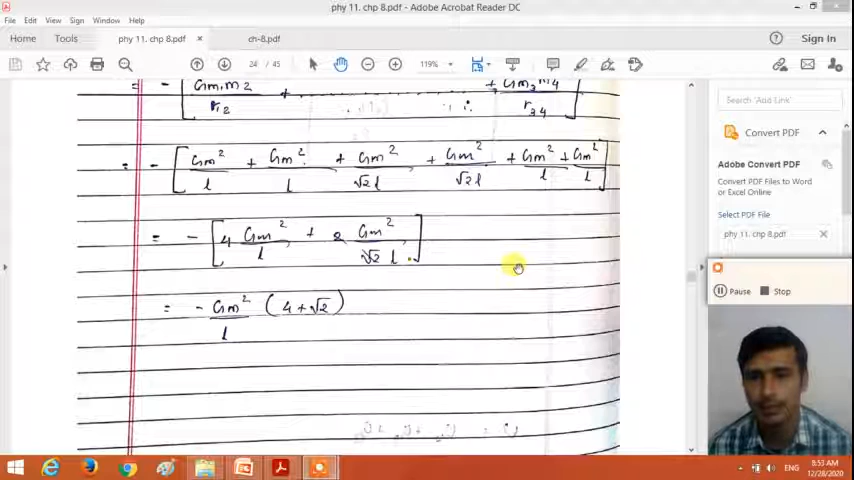 phy 11. chp 8.pdf - Adobe Acrobat Reader DC
File Edit View Sign Window Help
Home Tools phy 11. chp 8.pdf × ch-8.pdf Sign In
24 / 45 119%
= - [ Gm1m2 / r12 + + Gm3m4 / r34 ]
= - [ Gm² / l + Gm² / l + Gm² / √2 l + Gm² / √2 l + Gm² / l + Gm² / l ]
= - [ 4 Gm² / l + 2 Gm² / √2 l ]
= - Gm² / l ( 4 + √2 )
Search 'Add Link'
Convert PDF
Adobe Convert PDF
Convert PDF Files to Word
or Excel Online
Select PDF File
phy 11. chp 8.pdf ×
Pause Stop
ENG
8:53 AM
12/28/2020